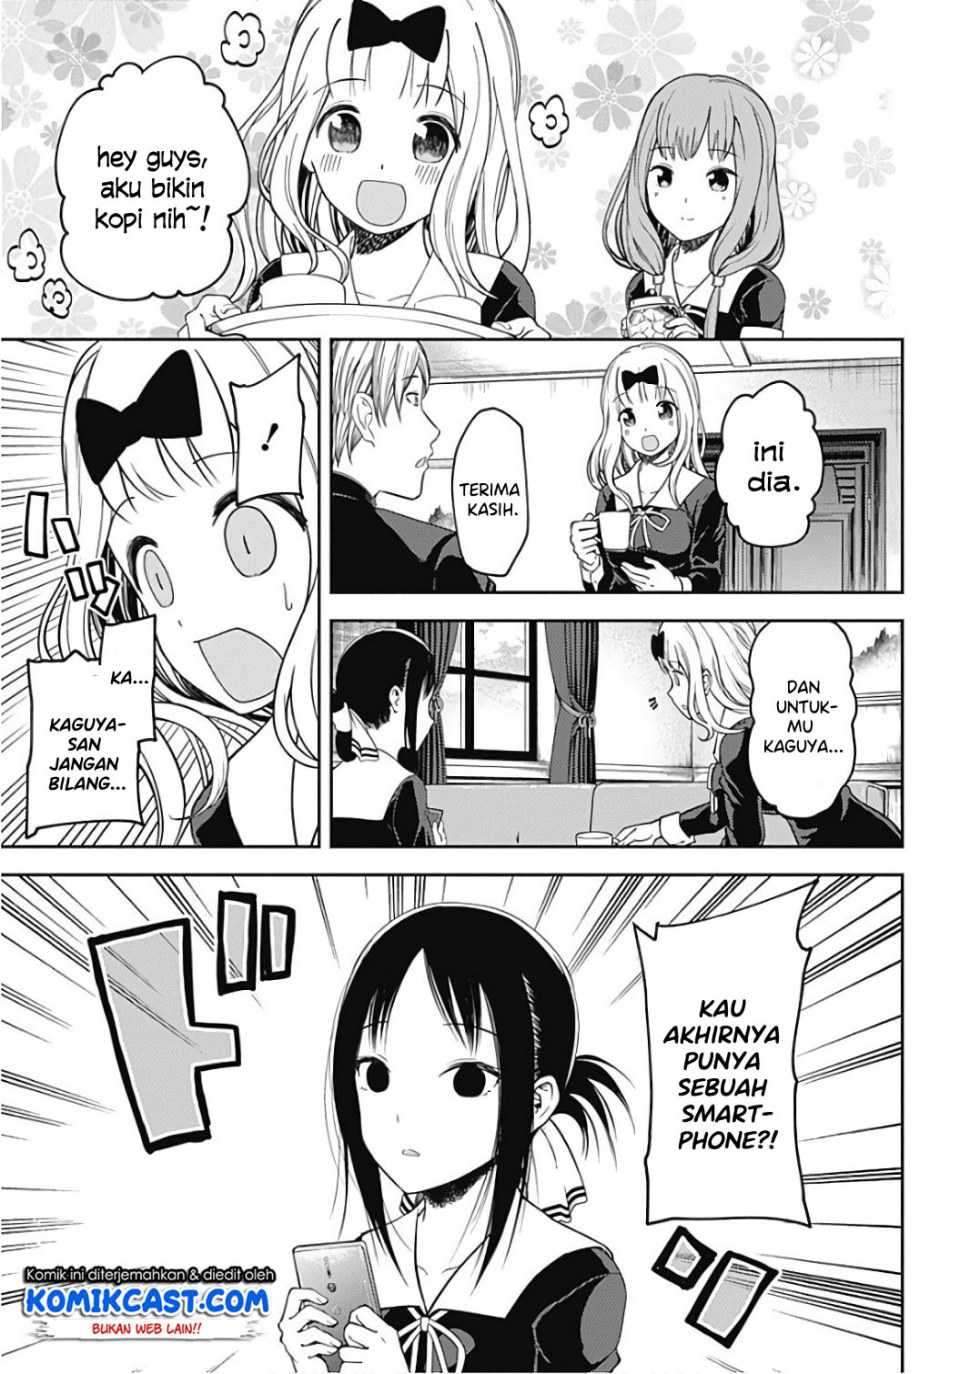 hey guys,
aku bikin
kopi nih~!
ini
dia.
TERIMA
KASIH.
DAN
UNTUK-
MU
KAGUYA...
!
KA...
KAGUYA-
SAN
JANGAN
BILANG...
KAU
AKHIRNYA
PUNYA
SEBUAH
SMART-
PHONE?!
Komik ini diterjemahkan & diedit oleh
KOMIKCAST.COM
BUKAN WEB LAIN!!